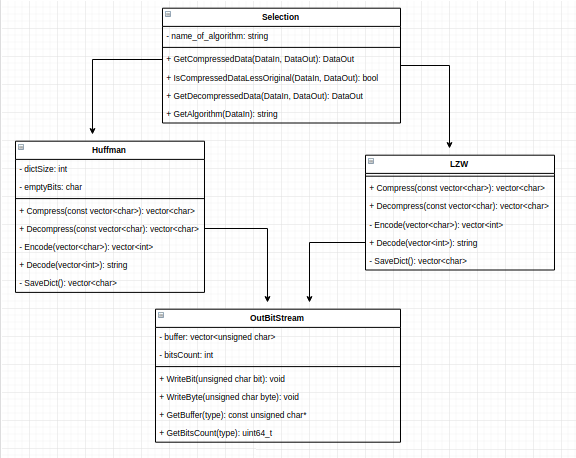 Selection
- name_of_algorithm: string
+ GetCompressedData(DataIn, DataOut): DataOut
+ IsCompressedDataLessOriginal(DataIn, DataOut): bool
+ GetDecompressedData(DataIn, DataOut): DataOut
+ GetAlgorithm(DataIn): string
Huffman
- dictSize: int
- emptyBits: char
+ Compress(const vector<char>): vector<char>
+ Decompress(const vector<char): vector<char>
- Encode(vector<char>): vector<int>
+ Decode(vector<int>): string
- SaveDict(): vector<char>
LZW
+ Compress(const vector<char>): vector<char>
+ Decompress(const vector<char): vector<char>
- Encode(vector<char>): vector<int>
+ Decode(vector<int>): string
- SaveDict(): vector<char>
OutBitStream
- buffer: vector<unsigned char>
- bitsCount: int
+ WriteBit(unsigned char bit): void
+ WriteByte(unsigned char byte): void
+ GetBuffer(type): const unsigned char*
+ GetBitsCount(type): uint64_t